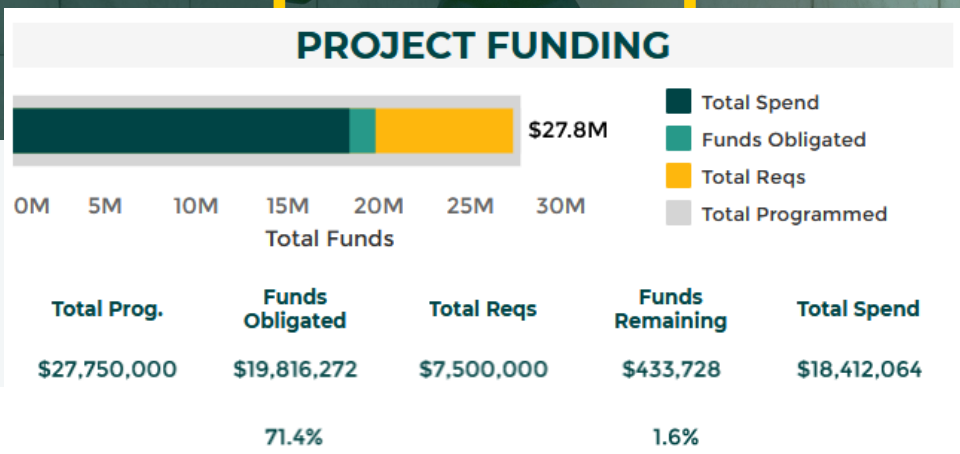 PROJECT FUNDING
$27.8M
Total Spend
Funds Obligated
Total Reqs
Total Programmed
0M 5M 10M 15M 20M 25M 30M
Total Funds
Total Prog.
Funds
Obligated
Total Reqs
Funds
Remaining
Total Spend
$27,750,000 $19,816,272 $7,500,000 $433,728 $18,412,064
71.4% 1.6%